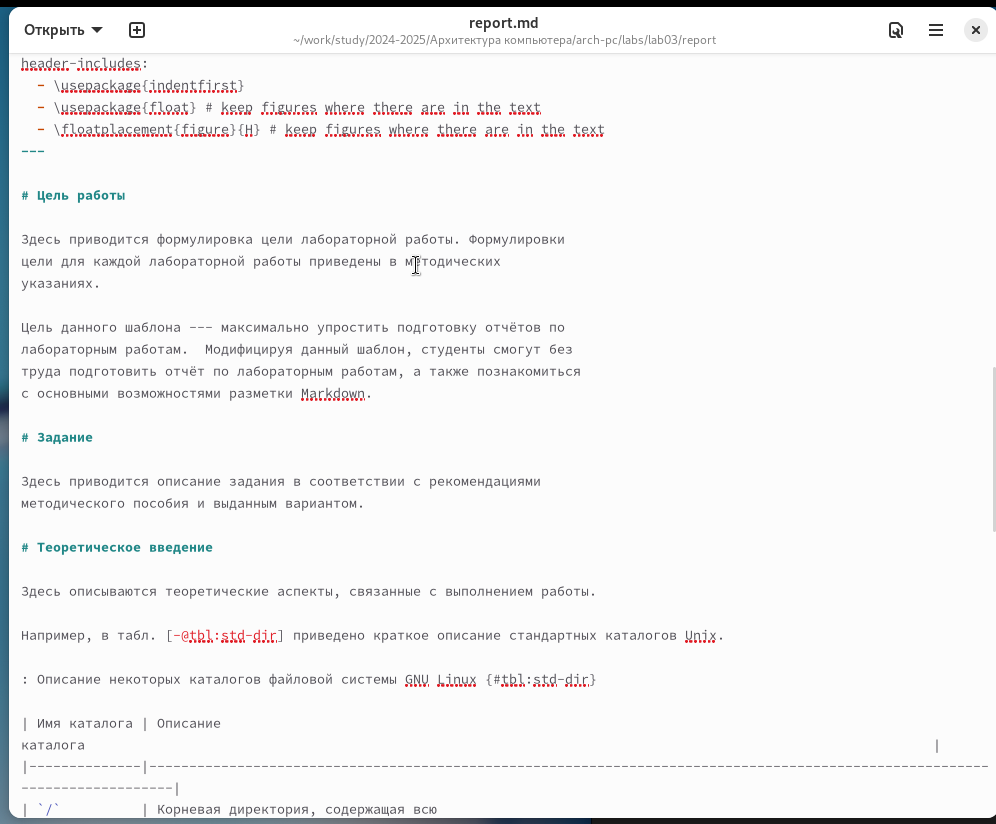 Открыть
report.md
~/work/study/2024-2025/Архитектура компьютера/arch-pc/labs/lab03/report
header-includes:
  - \usepackage{indentfirst}
  - \usepackage{float} # keep figures where there are in the text
  - \floatplacement{figure}{H} # keep figures where there are in the text
---
# Цель работы
Здесь приводится формулировка цели лабораторной работы. Формулировки
цели для каждой лабораторной работы приведены в методических
указаниях.
Цель данного шаблона --- максимально упростить подготовку отчётов по
лабораторным работам.  Модифицируя данный шаблон, студенты смогут без
труда подготовить отчёт по лабораторным работам, а также познакомиться
с основными возможностями разметки Markdown.
# Задание
Здесь приводится описание задания в соответствии с рекомендациями
методического пособия и выданным вариантом.
# Теоретическое введение
Здесь описываются теоретические аспекты, связанные с выполнением работы.
Например, в табл. [-@tbl:std-dir] приведено краткое описание стандартных каталогов Unix.
: Описание некоторых каталогов файловой системы GNU Linux {#tbl:std-dir}
| Имя каталога | Описание
каталога |
|--------------|---------------------------------------------------------------------------------------------------------
-------------------|
| `/` | Корневая директория, содержащая всю